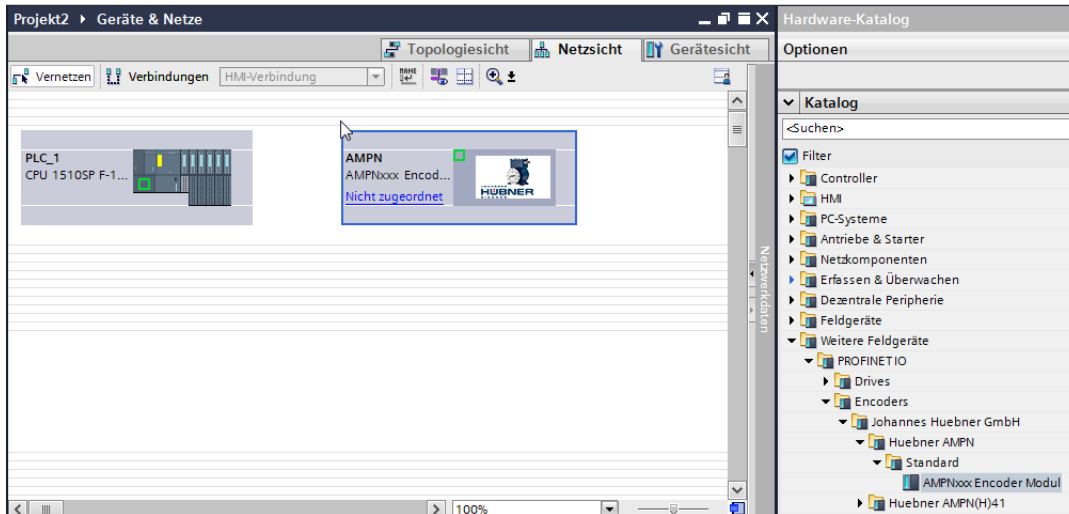 Projekt2 ▸ Geräte & Netze
Topologiesicht Netzsicht Gerätesicht
Vernetzen Verbindungen HMI-Verbindung
PLC_1
CPU 1510SP F-1...
AMPN
AMPNxxx Encod...
Nicht zugeordnet
HÜBNER
Netzwerkdaten
100%
Hardware-Katalog
Optionen
Katalog
<Suchen>
Filter
Controller
HMI
PC-Systeme
Antriebe & Starter
Netzkomponenten
Erfassen & Überwachen
Dezentrale Peripherie
Feldgeräte
Weitere Feldgeräte
PROFINET IO
Drives
Encoders
Johannes Huebner GmbH
Huebner AMPN
Standard
AMPNxxx Encoder Modul
Huebner AMPN(H)41